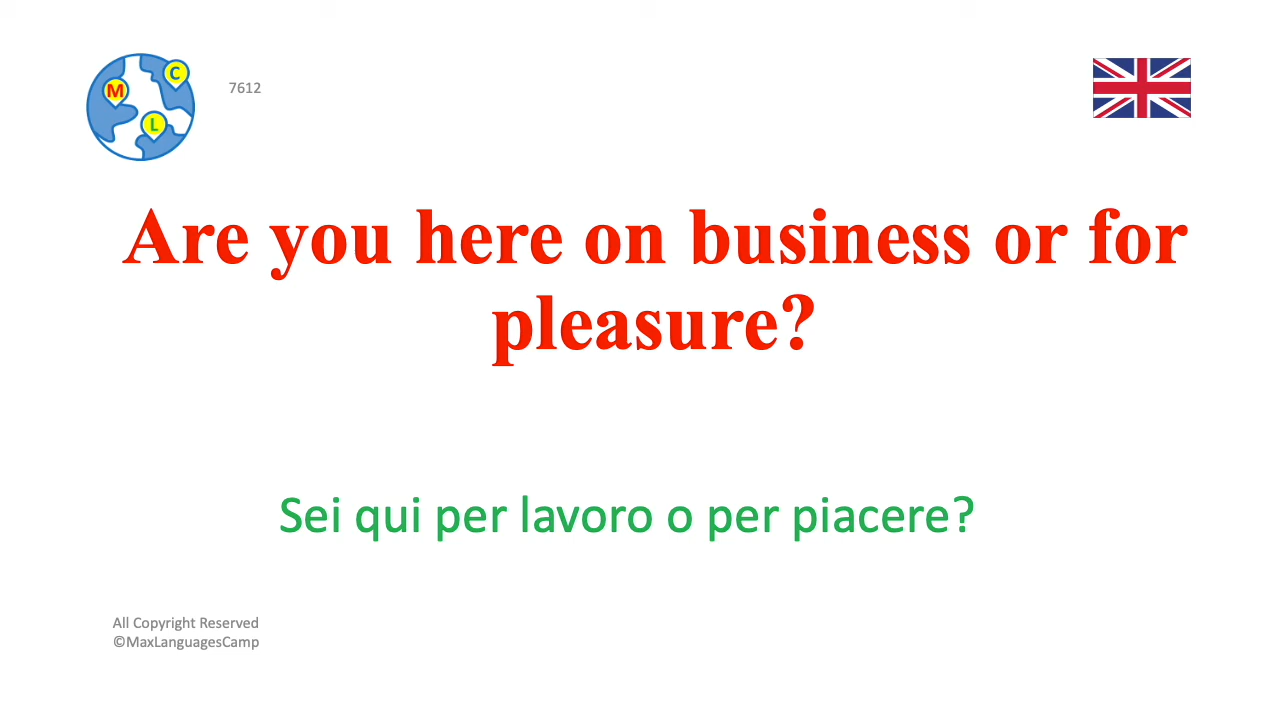 C
M
L
7612
Are you here on business or for
pleasure?
Sei qui per lavoro o per piacere?
All Copyright Reserved
©MaxLanguagesCamp